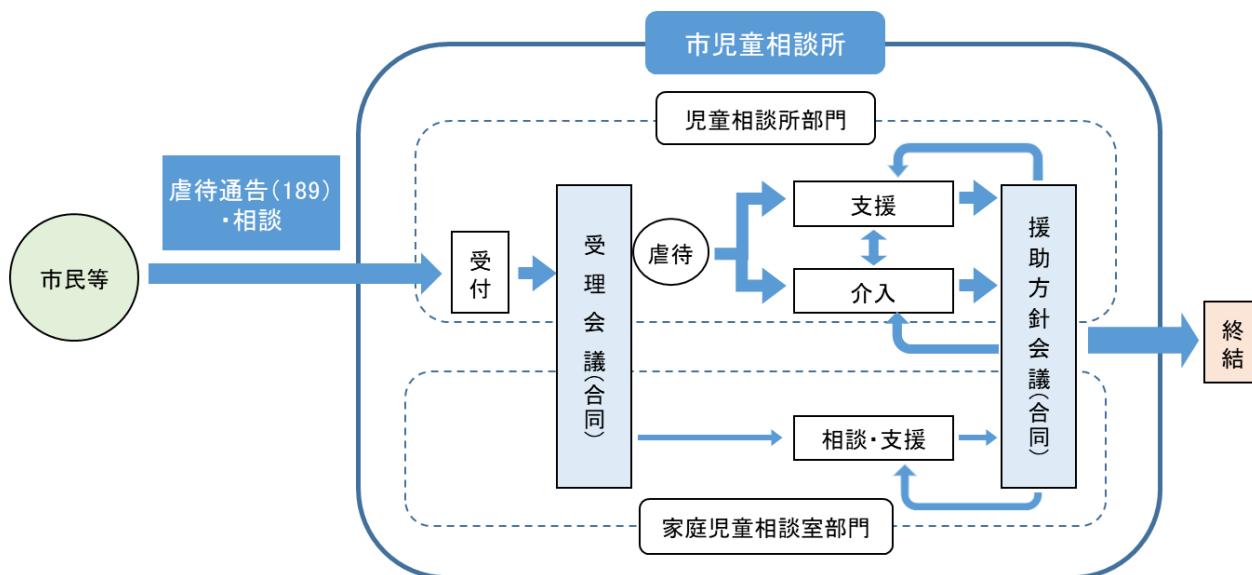 市児童相談所
児童相談所部門
虐待通告(189)
・相談
市民等
受付
受理会議(合同)
虐待
支援
介入
援助方針会議(合同)
終結
相談・支援
家庭児童相談室部門